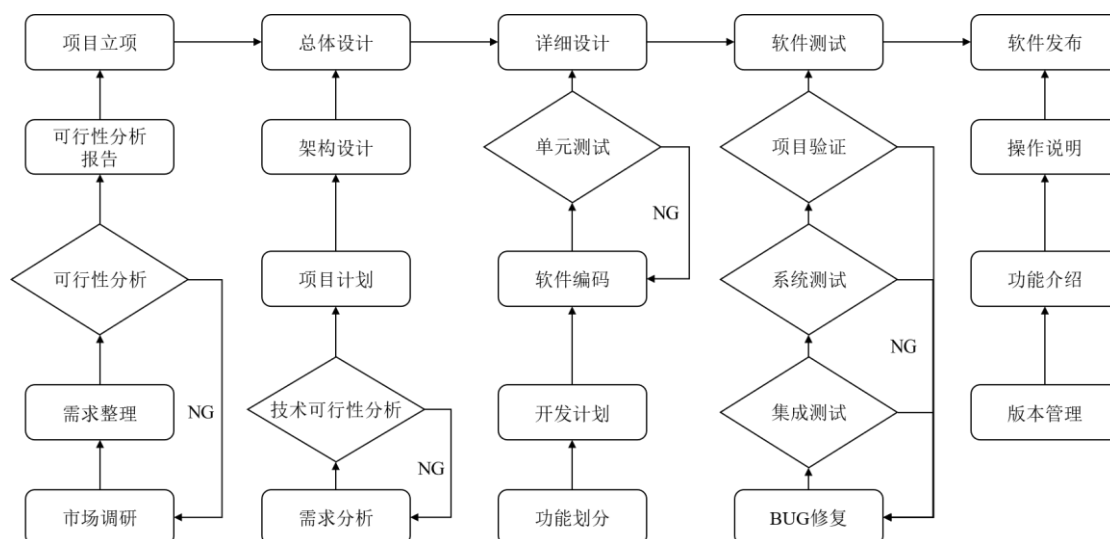 项目立项
总体设计
详细设计
软件测试
软件发布
可行性分析
报告
架构设计
单元测试
项目验证
操作说明
NG
可行性分析
项目计划
软件编码
系统测试
功能介绍
NG
需求整理
NG
技术可行性分析
开发计划
集成测试
版本管理
NG
市场调研
需求分析
功能划分
BUG修复